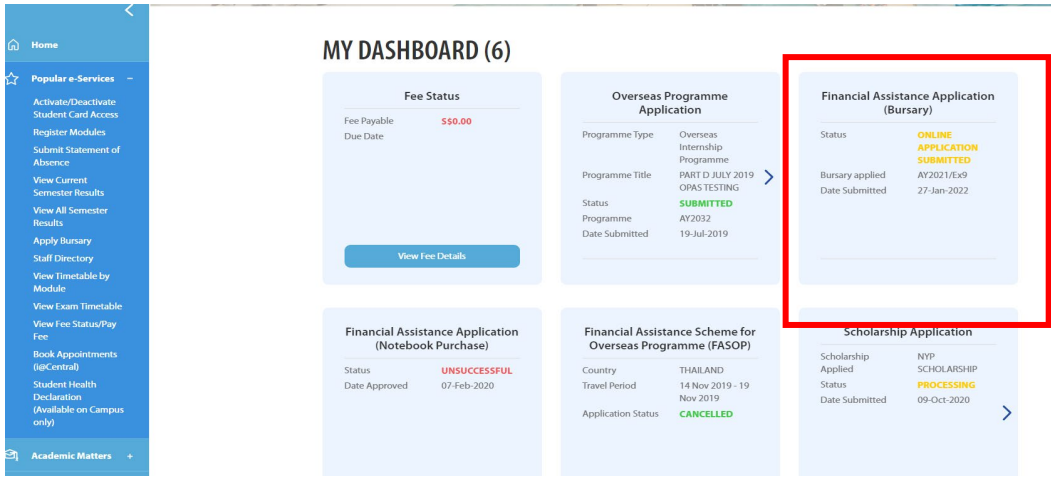 Home
Popular e-Services −
Activate/Deactivate
Student Card Access
Register Modules
Submit Statement of
Absence
View Current
Semester Results
View All Semester
Results
Apply Bursary
Staff Directory
View Timetable by
Module
View Exam Timetable
View Fee Status/Pay
Fee
Book Appointments
(i@Central)
Student Health
Declaration
(Available on Campus
only)
Academic Matters +
MY DASHBOARD (6)
Fee Status
Fee Payable S$0.00
Due Date
View Fee Details
Overseas Programme
Application
Programme Type Overseas
Internship
Programme
Programme Title PART D JULY 2019
OPAS TESTING
Status SUBMITTED
Programme AY2032
Date Submitted 19-Jul-2019
Financial Assistance Application
(Bursary)
Status ONLINE
APPLICATION
SUBMITTED
Bursary applied AY2021/Ex9
Date Submitted 27-Jan-2022
Financial Assistance Application
(Notebook Purchase)
Status UNSUCCESSFUL
Date Approved 07-Feb-2020
Financial Assistance Scheme for
Overseas Programme (FASOP)
Country THAILAND
Travel Period 14 Nov 2019 - 19
Nov 2019
Application Status CANCELLED
Scholarship Application
Scholarship NYP
Applied SCHOLARSHIP
Status PROCESSING
Date Submitted 09-Oct-2020